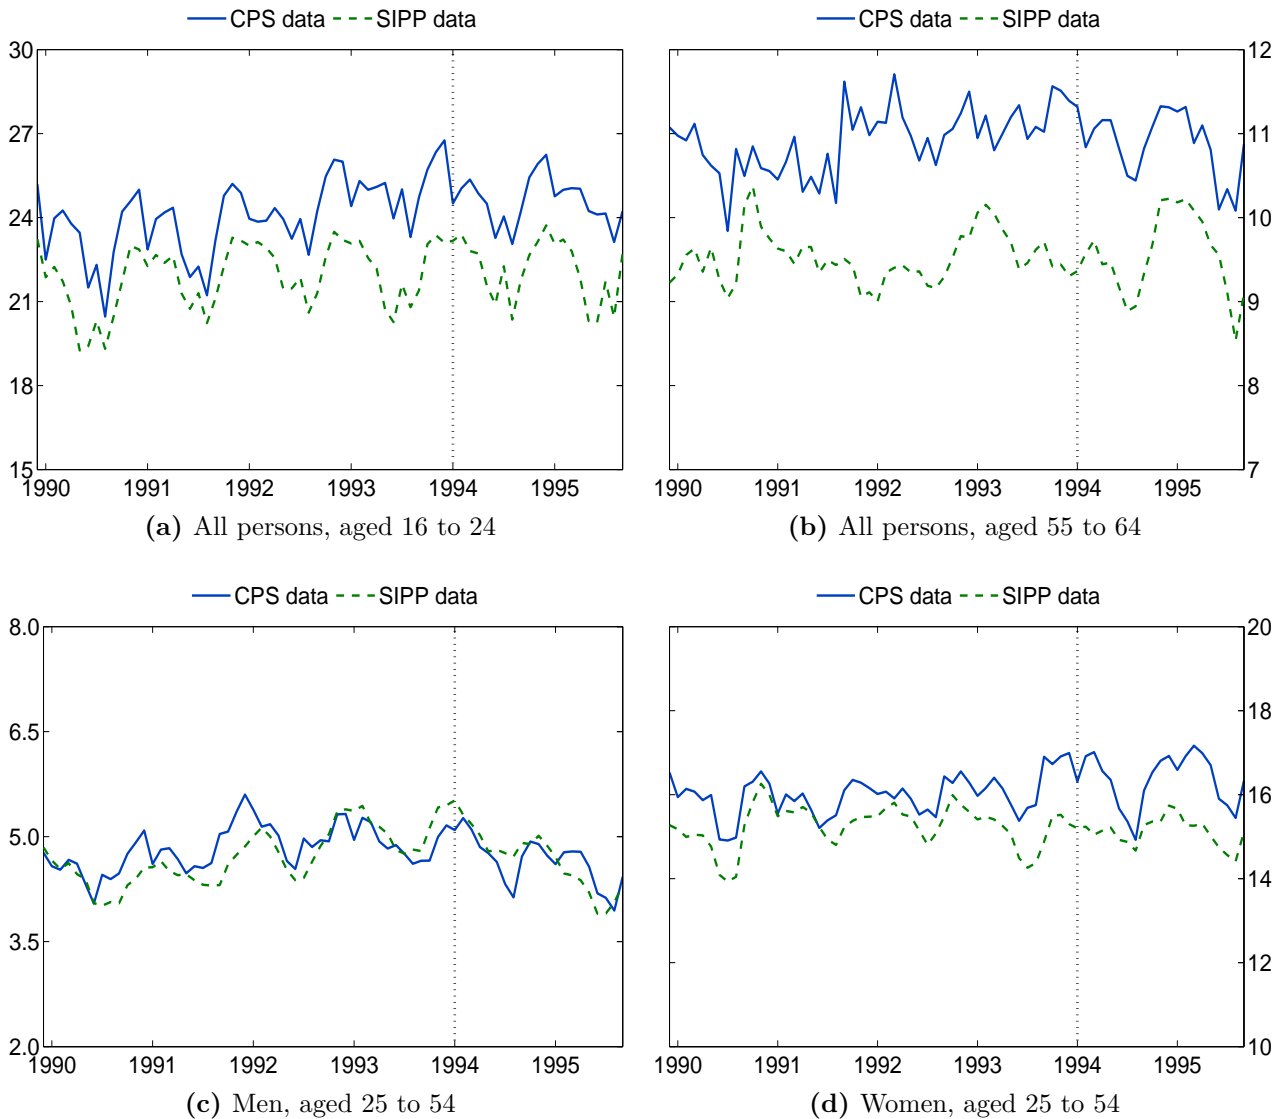 CPS data SIPP data
30
27
24
21
18
15
1990 1991 1992 1993 1994 1995
(a) All persons, aged 16 to 24
CPS data SIPP data
12
11
10
9
8
7
1990 1991 1992 1993 1994 1995
(b) All persons, aged 55 to 64
CPS data SIPP data
8.0
6.5
5.0
3.5
2.0
1990 1991 1992 1993 1994 1995
(c) Men, aged 25 to 54
CPS data SIPP data
20
18
16
14
12
10
1990 1991 1992 1993 1994 1995
(d) Women, aged 25 to 54